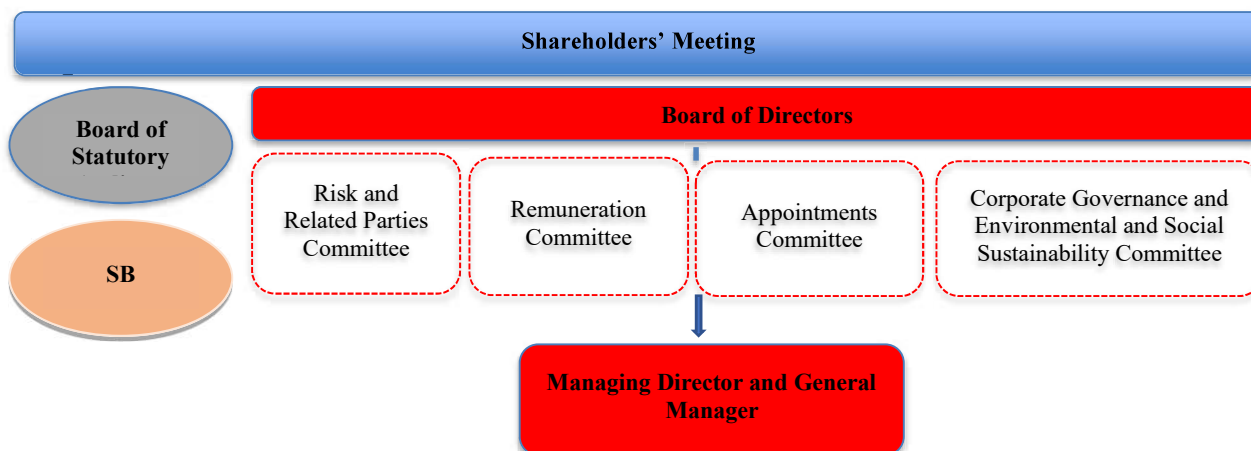 Shareholders’ Meeting
Board of Directors
Board of
Statutory
Risk and
Related Parties
Committee
Remuneration
Committee
Appointments
Committee
Corporate Governance and
Environmental and Social
Sustainability Committee
SB
Managing Director and General
Manager